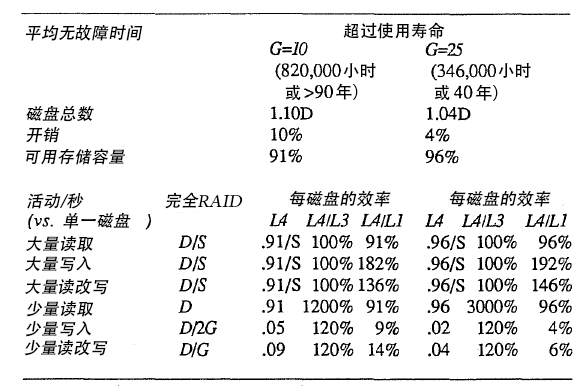 平均无故障时间 超过使用寿命
G=10 G=25
(820,000小时 (346,000小时
或>90年) 或 40年)
磁盘总数 1.10D 1.04D
开销 10% 4%
可用存储容量 91% 96%
活动/秒 完全RAID 每磁盘的效率 每磁盘的效率
(vs. 单一磁盘 ) L4 L4/L3 L4/L1 L4 L4/L3 L4/L1
大量读取 D/S .91/S 100% 91% .96/S 100% 96%
大量写入 D/S .91/S 100% 182% .96/S 100% 192%
大量读改写 D/S .91/S 100% 136% .96/S 100% 146%
少量读取 D .91 1200% 91% .96 3000% 96%
少量写入 D/2G .05 120% 9% .02 120% 4%
少量读改写 D/G .09 120% 14% .04 120% 6%